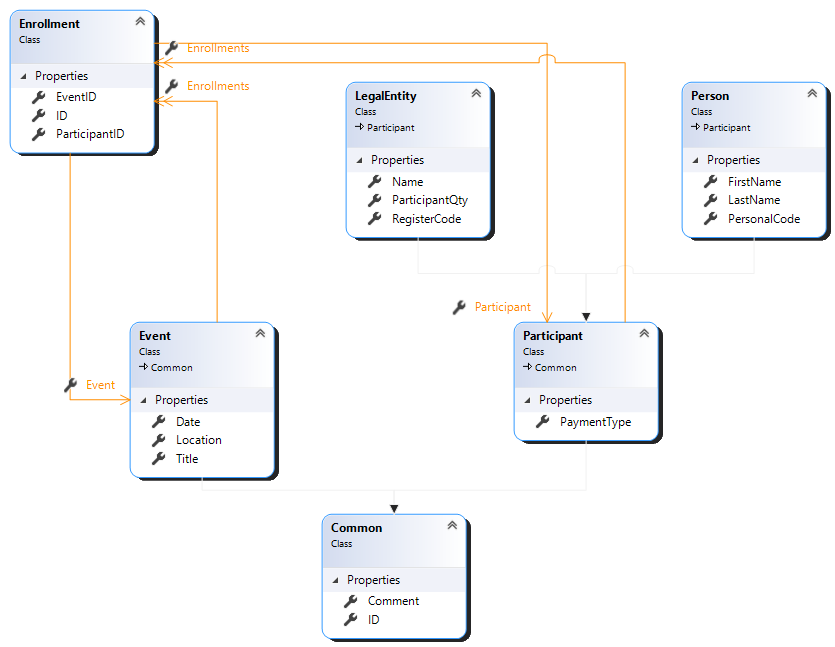 Enrollment
Class
Properties
EventID
ID
ParticipantID
Enrollments
Enrollments
LegalEntity
Class
Participant
Properties
Name
ParticipantQty
RegisterCode
Person
Class
Participant
Properties
FirstName
LastName
PersonalCode
Participant
Event
Event
Class
Common
Properties
Date
Location
Title
Participant
Class
Common
Properties
PaymentType
Common
Class
Properties
Comment
ID